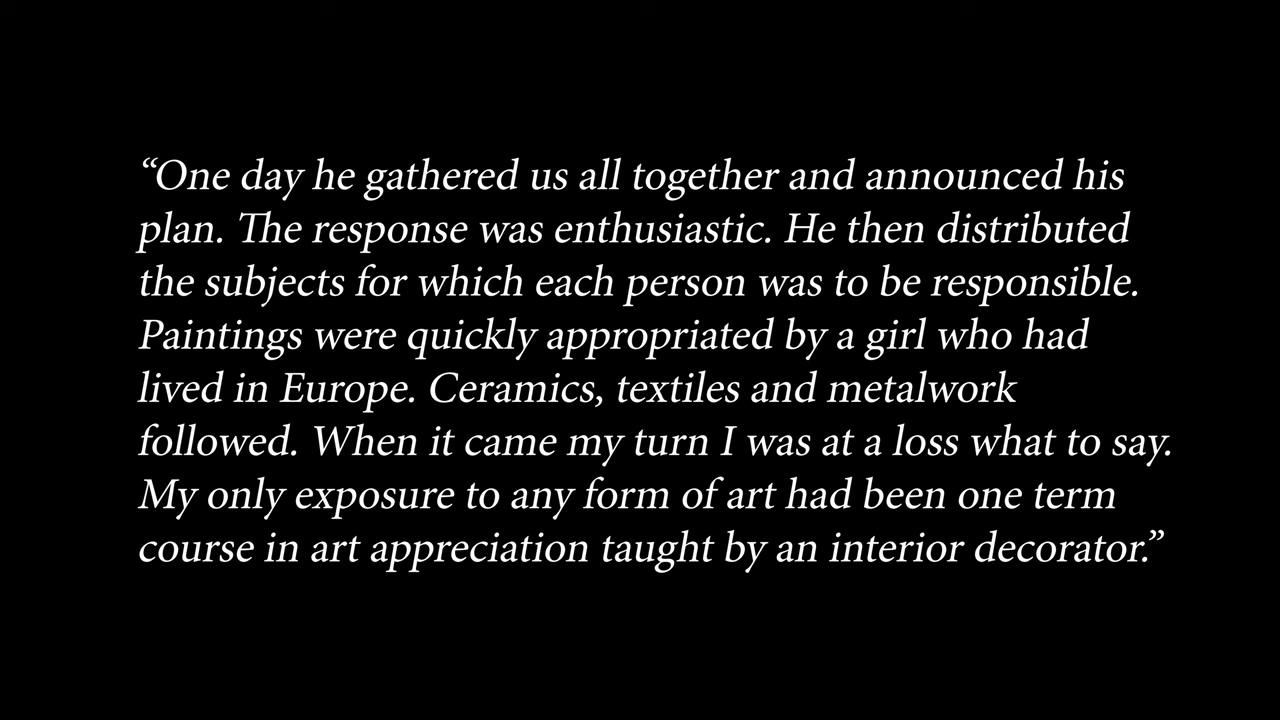 “One day he gathered us all together and announced his
plan. The response was enthusiastic. He then distributed
the subjects for which each person was to be responsible.
Paintings were quickly appropriated by a girl who had
lived in Europe. Ceramics, textiles and metalwork
followed. When it came my turn I was at a loss what to say.
My only exposure to any form of art had been one term
course in art appreciation taught by an interior decorator.”